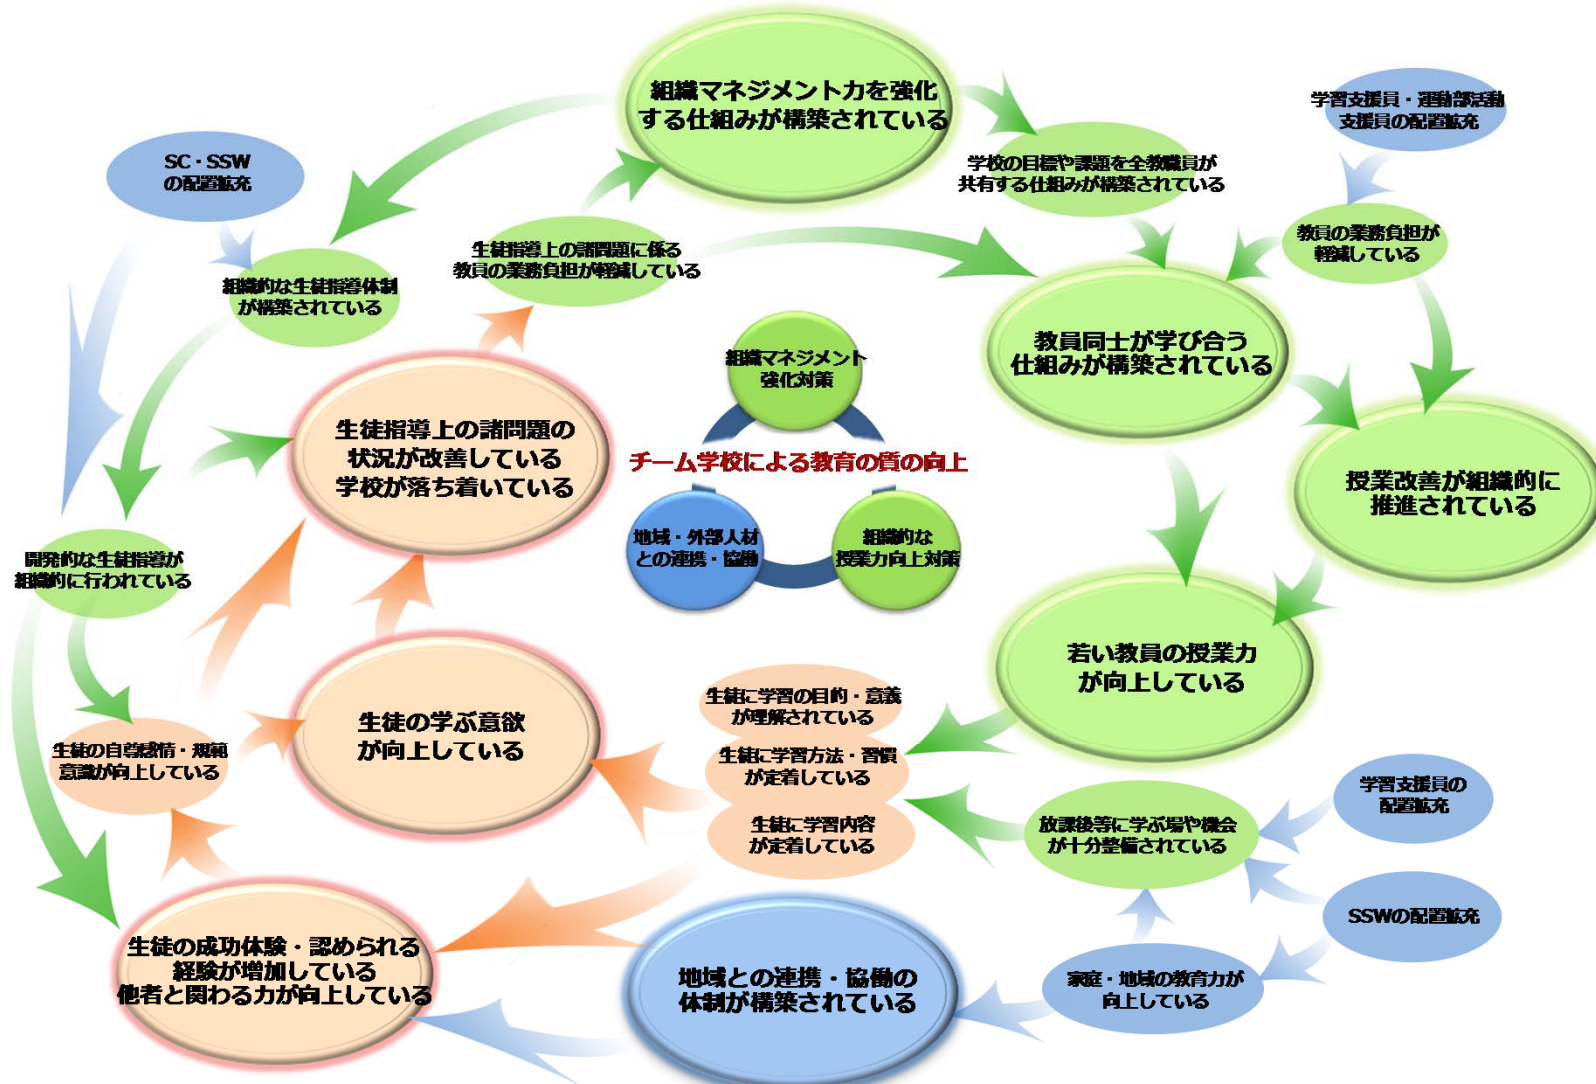 組織マネジメント力を強化
する仕組みが構築されている
学習支援員・運動部活動
支援員の配置拡充
SC・SSW
の配置拡充
学校の目標や課題を全教職員が
共有する仕組みが構築されている
教員の業務負担が
軽減している
生徒指導上の諸問題に係る
教員の業務負担が軽減している
組織的な生徒指導体制
が構築されている
教員同士が学び合う
仕組みが構築されている
組織マネジメント
強化対策
生徒指導上の諸問題の
状況が改善している
学校が落ち着いている
チーム学校による教育の質の向上
授業改善が組織的に
推進されている
地域・外部人材
との連携・協働
組織的な
授業力向上対策
開発的な生徒指導が
組織的に行われている
若い教員の授業力
が向上している
生徒に学習の目的・意義
が理解されている
生徒の学ぶ意欲
が向上している
生徒の自尊感情・規範
意識が向上している
生徒に学習方法・習慣
が定着している
学習支援員の
配置拡充
生徒に学習内容
が定着している
放課後等に学ぶ場や機会
が十分整備されている
SSWの配置拡充
生徒の成功体験・認められる
経験が増加している
他者と関わる力が向上している
地域との連携・協働の
体制が構築されている
家庭・地域の教育力が
向上している